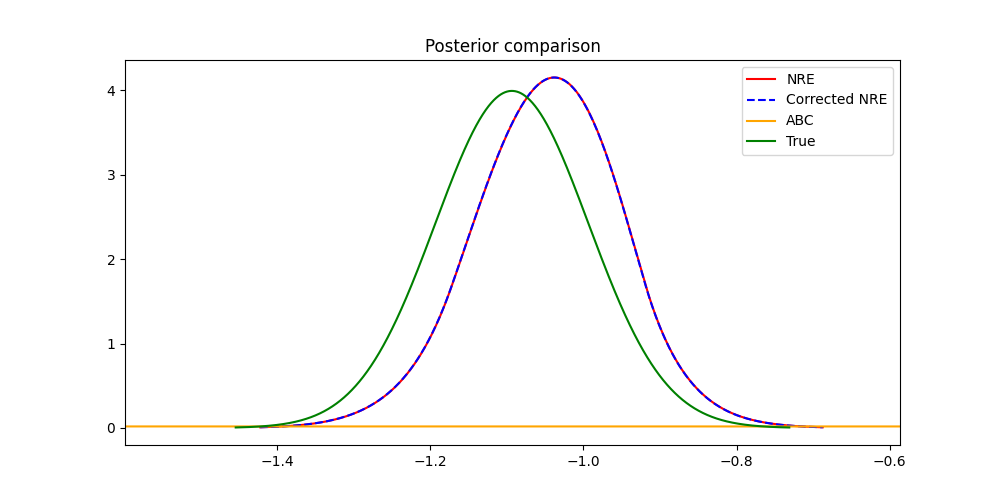 Posterior comparison
NRE
Corrected NRE
ABC
True
4
3
2
1
0
−1.4 −1.2 −1.0 −0.8 −0.6